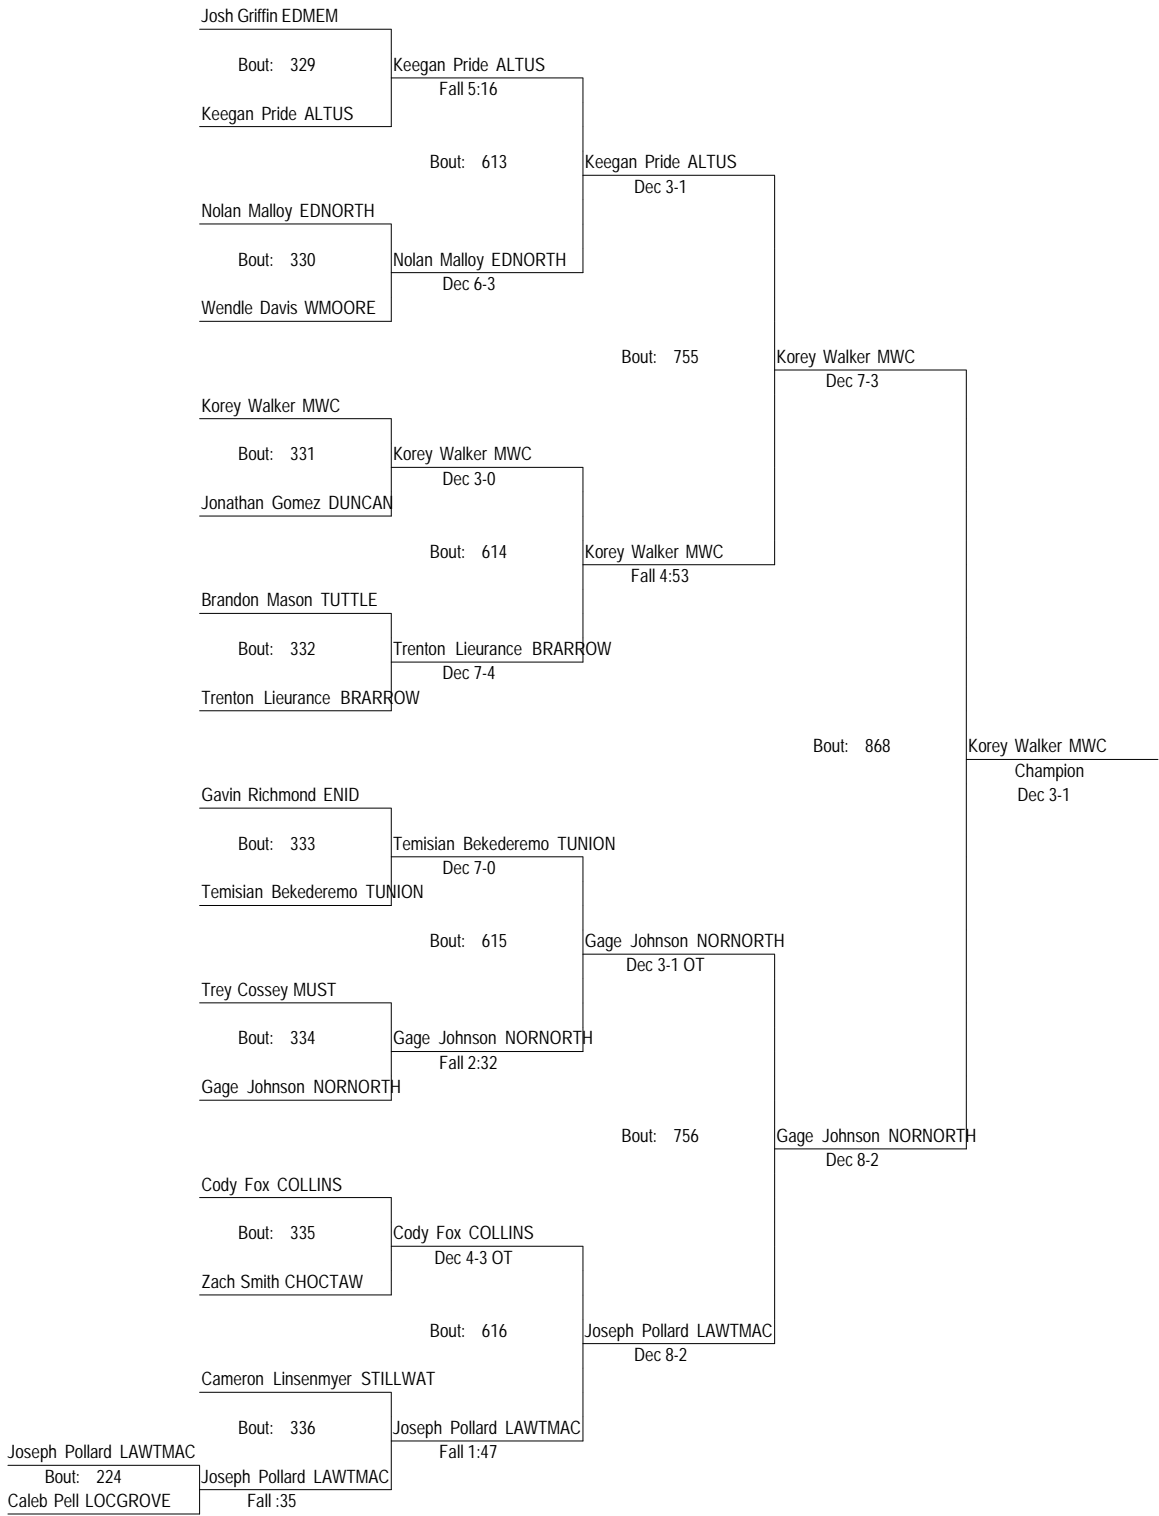 Josh Griffin EDMEM
Bout: 329
Keegan Pride ALTUS
Fall 5:16
Keegan Pride ALTUS
Bout: 613
Keegan Pride ALTUS
Dec 3-1
Nolan Malloy EDNORTH
Bout: 330
Nolan Malloy EDNORTH
Dec 6-3
Wendle Davis WMOORE
Bout: 755
Korey Walker MWC
Dec 7-3
Korey Walker MWC
Bout: 331
Korey Walker MWC
Dec 3-0
Jonathan Gomez DUNCAN
Bout: 614
Korey Walker MWC
Fall 4:53
Brandon Mason TUTTLE
Bout: 332
Trenton Lieurance BRARROW
Dec 7-4
Trenton Lieurance BRARROW
Bout: 868
Korey Walker MWC
Champion
Dec 3-1
Gavin Richmond ENID
Bout: 333
Temisian Bekederemo TUNION
Dec 7-0
Temisian Bekederemo TUNION
Bout: 615
Gage Johnson NORNORTH
Dec 3-1 OT
Trey Cossey MUST
Bout: 334
Gage Johnson NORNORTH
Fall 2:32
Gage Johnson NORNORTH
Bout: 756
Gage Johnson NORNORTH
Dec 8-2
Cody Fox COLLINS
Bout: 335
Cody Fox COLLINS
Dec 4-3 OT
Zach Smith CHOCTAW
Bout: 616
Joseph Pollard LAWTMAC
Dec 8-2
Cameron Linsenmyer STILLWAT
Bout: 336
Joseph Pollard LAWTMAC
Fall 1:47
Joseph Pollard LAWTMAC
Bout: 224
Joseph Pollard LAWTMAC
Fall :35
Caleb Pell LOCGROVE